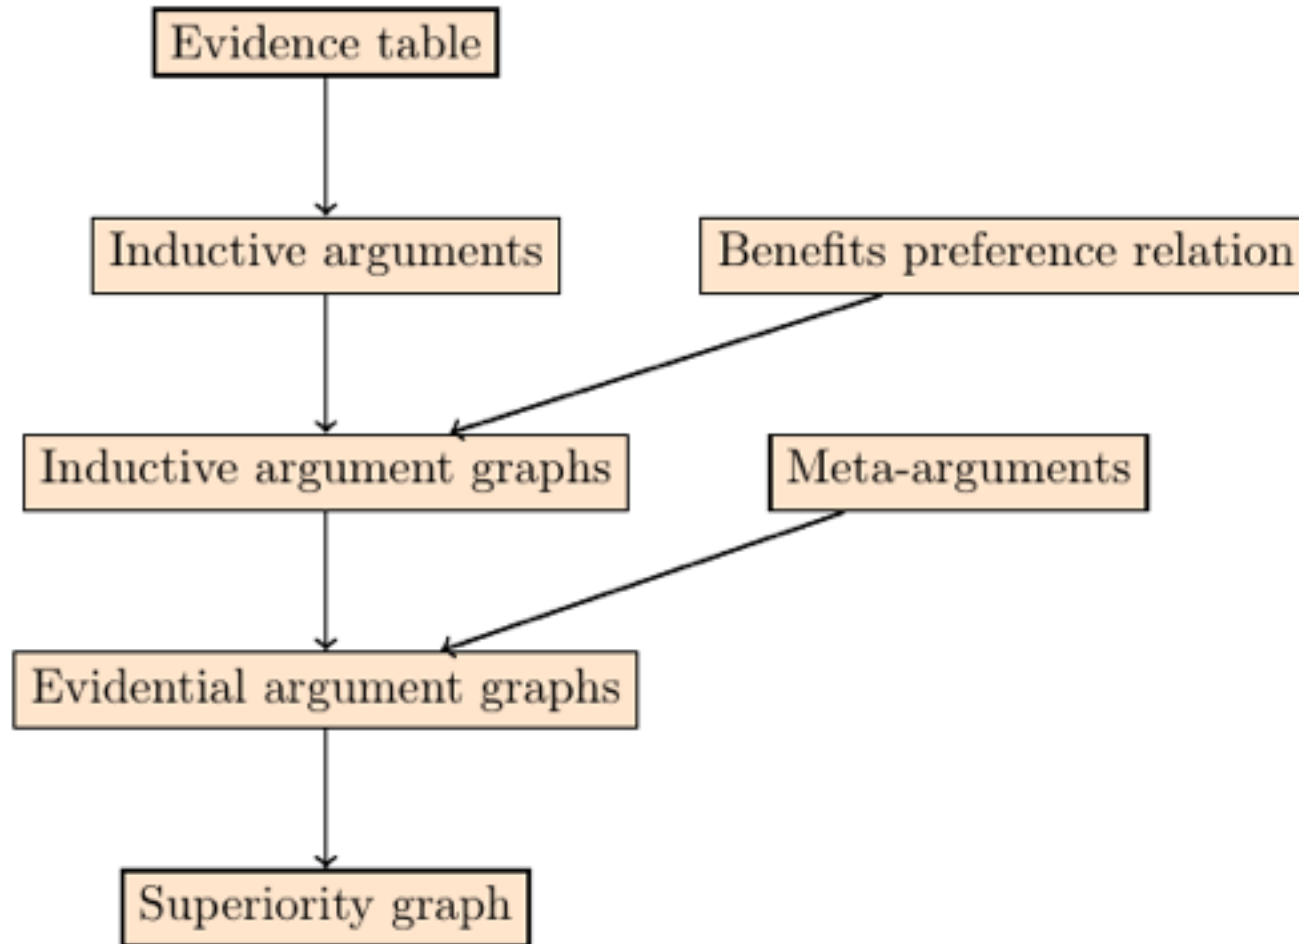 Evidence table
Inductive arguments
Benefits preference relation
Inductive argument graphs
Meta-arguments
Evidential argument graphs
Superiority graph